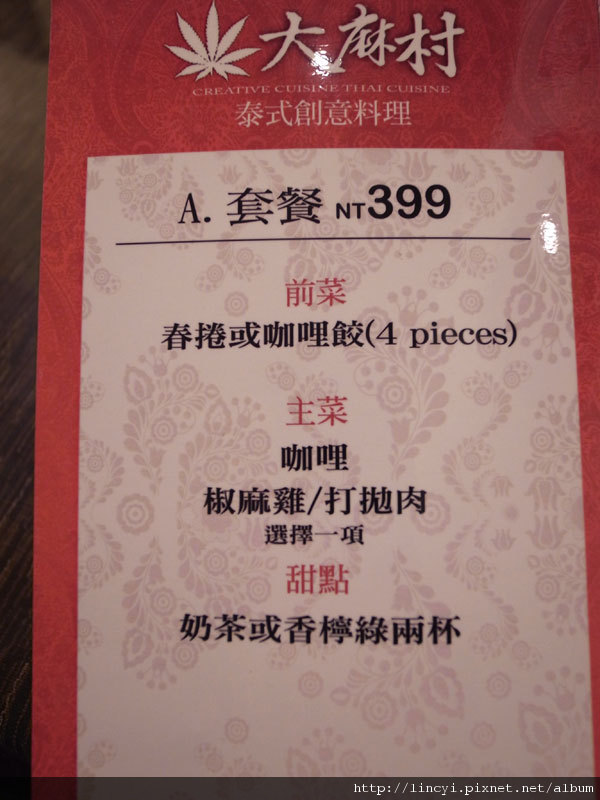 大麻村
CREATIVE CUISINE THAI CUISINE
泰式創意料理
A. 套餐 NT399
前菜
春捲或咖哩餃(4 pieces)
主菜
咖哩
椒麻雞/打拋肉
選擇一項
甜點
奶茶或香檸綠兩杯
http://lincyi.pixnet.net/album